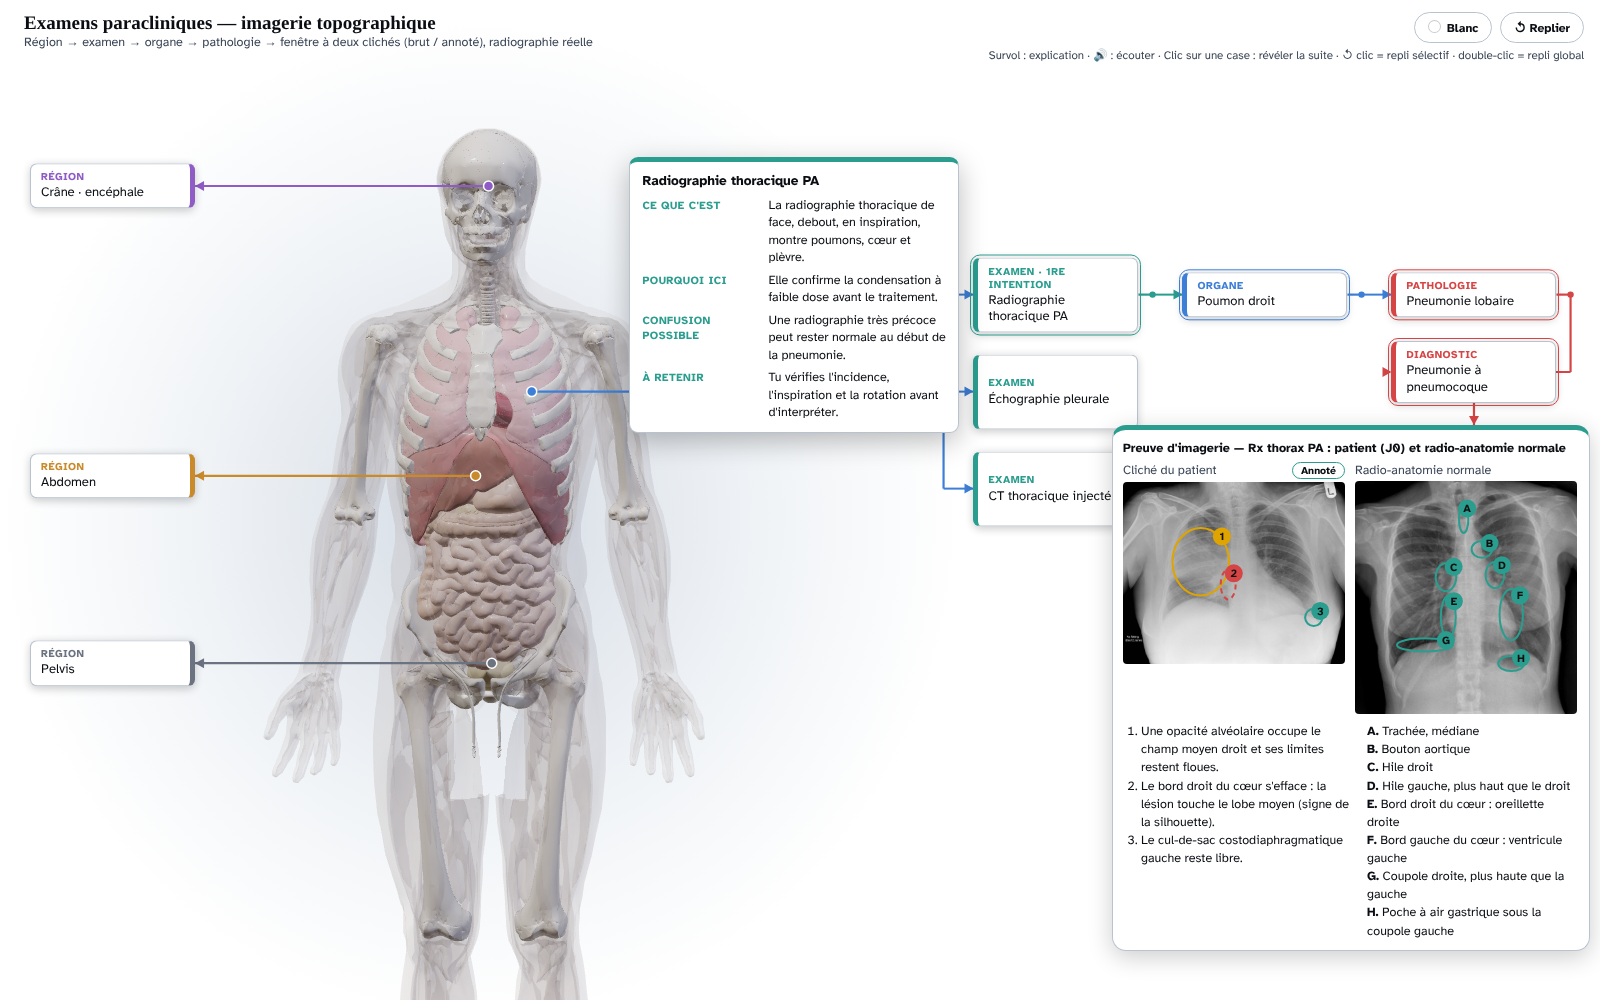 Examens paracliniques — imagerie topographique
Région → examen → organe → pathologie → fenêtre à deux clichés (brut / annoté), radiographie réelle
Blanc
↺ Replier
Survol : explication · 🔊 : écouter · Clic sur une case : révéler la suite · ↺ clic = repli sélectif · double-clic = repli global
RÉGION
Crâne · encéphale
RÉGION
Abdomen
RÉGION
Pelvis
Radiographie thoracique PA
CE QUE C'EST
La radiographie thoracique de
face, debout, en inspiration,
montre poumons, cœur et
plèvre.
POURQUOI ICI
Elle confirme la condensation à
faible dose avant le traitement.
CONFUSION
POSSIBLE
Une radiographie très précoce
peut rester normale au début de
la pneumonie.
À RETENIR
Tu vérifies l'incidence,
l'inspiration et la rotation avant
d'interpréter.
EXAMEN · 1RE
INTENTION
Radiographie
thoracique PA
EXAMEN
Échographie pleurale
EXAMEN
CT thoracique injecté
ORGANE
Poumon droit
PATHOLOGIE
Pneumonie lobaire
DIAGNOSTIC
Pneumonie à
pneumocoque
Preuve d'imagerie — Rx thorax PA : patient (J0) et radio-anatomie normale
Cliché du patient
Annoté
Radio-anatomie normale
L
1
2
3
A
B
C
D
E
F
G
H
1. Une opacité alvéolaire occupe le
champ moyen droit et ses limites
restent floues.
2. Le bord droit du cœur s'efface : la
lésion touche le lobe moyen (signe de
la silhouette).
3. Le cul-de-sac costodiaphragmatique
gauche reste libre.
A. Trachée, médiane
B. Bouton aortique
C. Hile droit
D. Hile gauche, plus haut que le droit
E. Bord droit du cœur : oreillette
droite
F. Bord gauche du cœur : ventricule
gauche
G. Coupole droite, plus haute que la
gauche
H. Poche à air gastrique sous la
coupole gauche